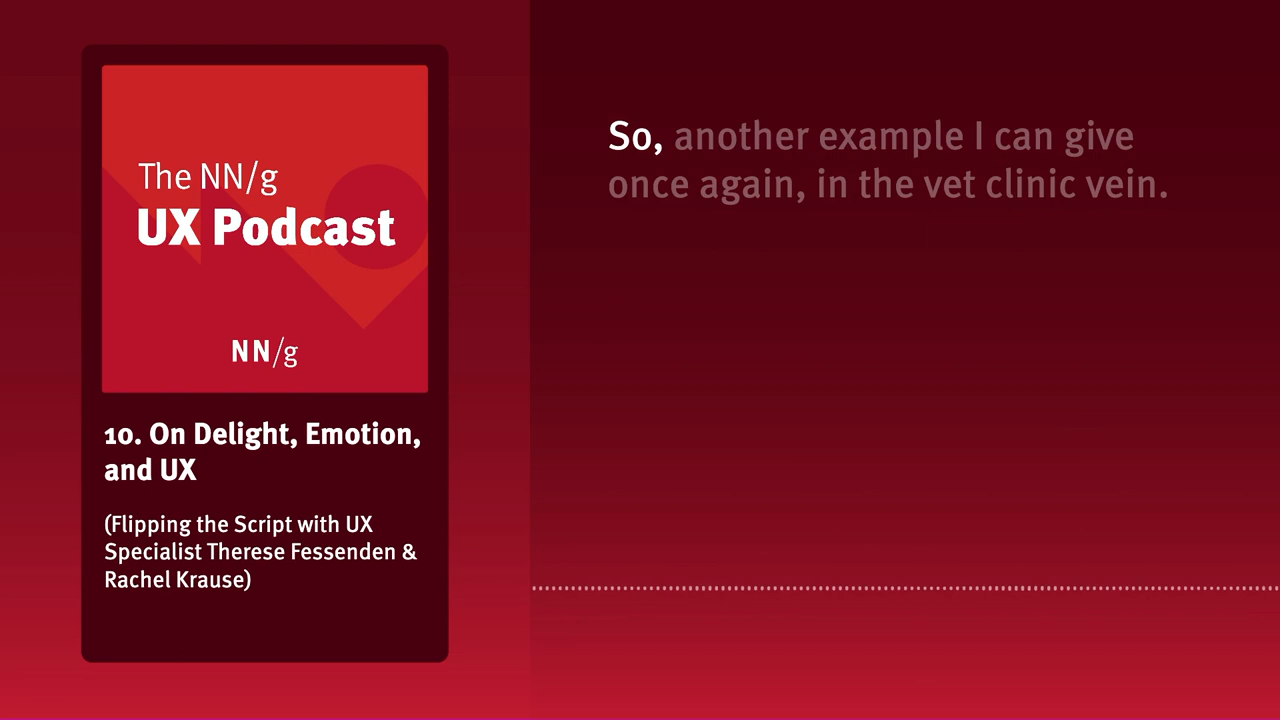 The NN/g
UX Podcast
NN/g
10. On Delight, Emotion,
and UX
(Flipping the Script with UX
Specialist Therese Fessenden &
Rachel Krause)
So, another example I can give
once again, in the vet clinic vein.